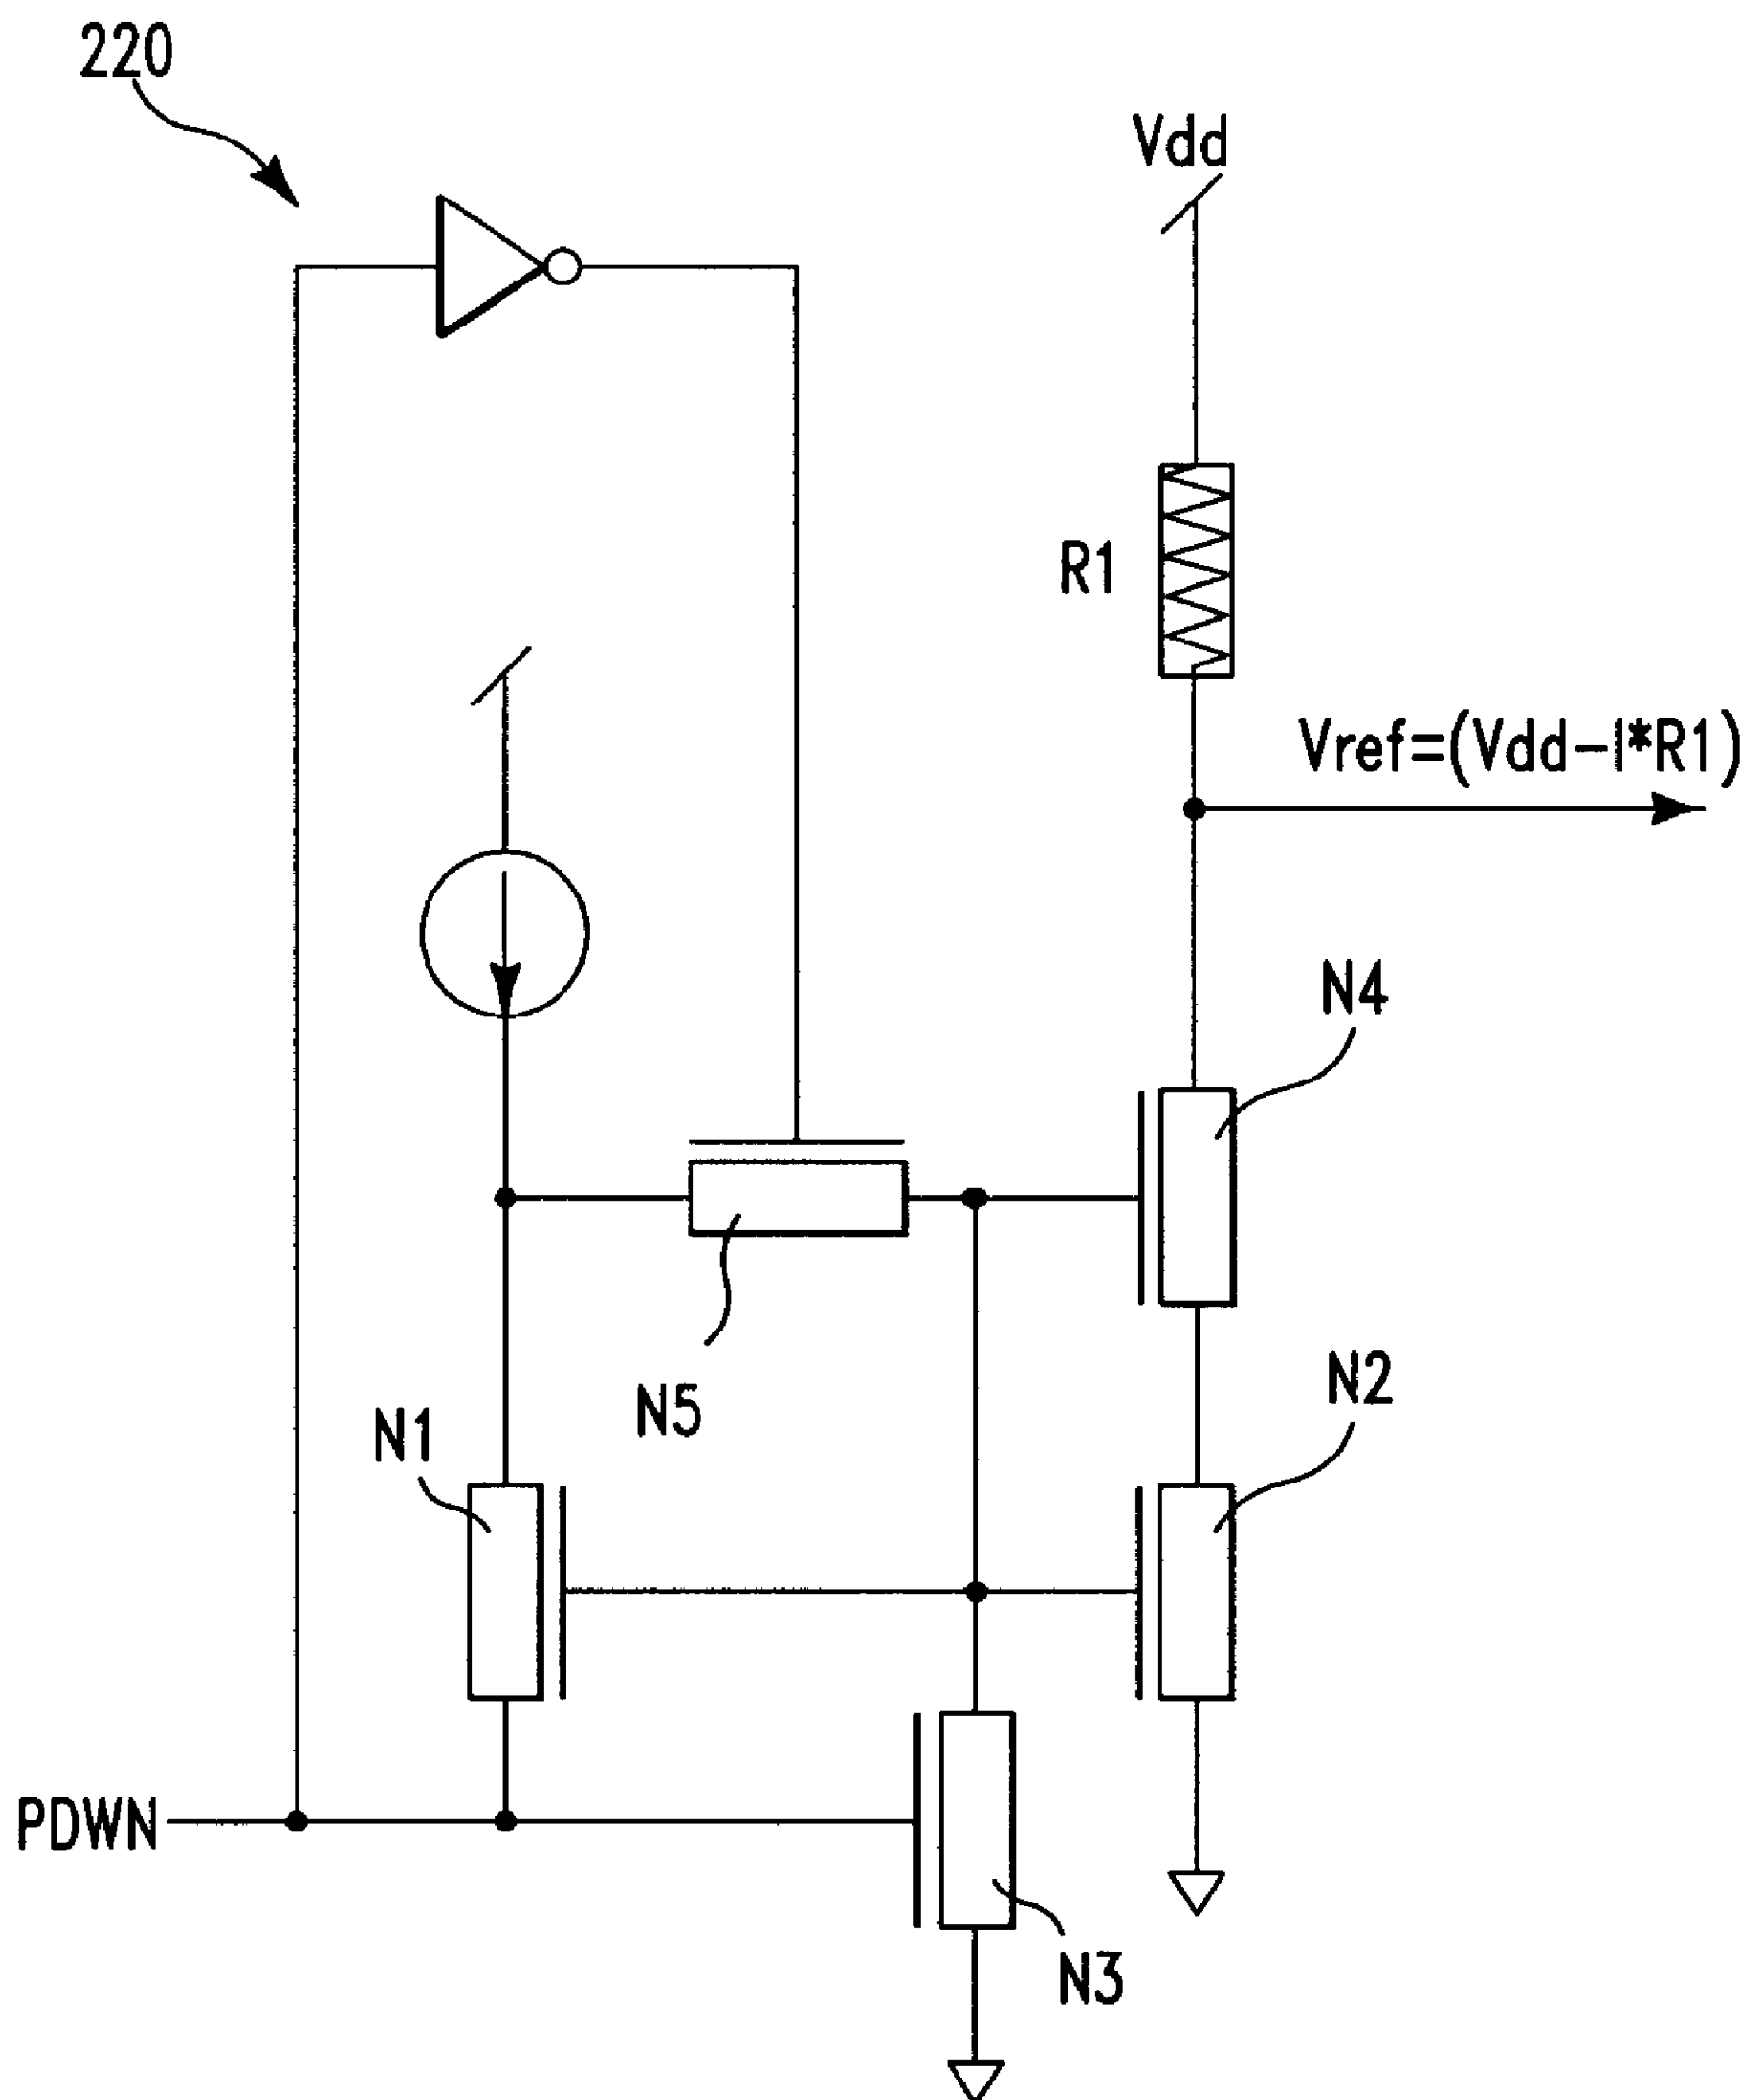 220
Vdd
R1
Vref=(Vdd-I*R1)
N4
N5
N2
N1
PDWN
N3